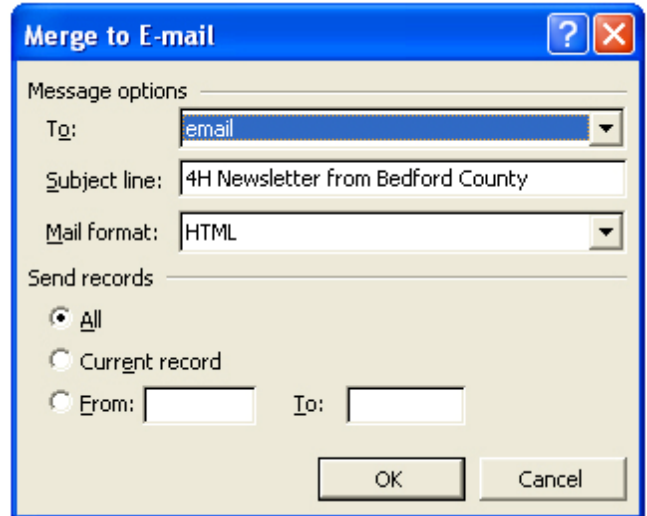 Merge to E-mail
Message options
To: email
Subject line: 4H Newsletter from Bedford County
Mail format: HTML
Send records
All
Current record
From: To:
OK Cancel